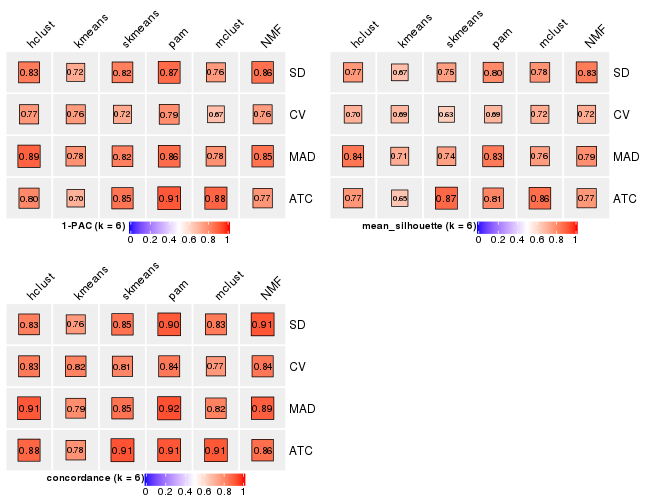 hclust kmeans skmeans pam mclust NMF
0.83 0.72 0.82 0.87 0.76 0.86 SD
0.77 0.76 0.72 0.79 0.67 0.76 CV
0.89 0.78 0.82 0.86 0.78 0.85 MAD
0.80 0.70 0.85 0.91 0.88 0.77 ATC
1-PAC (k = 6)
0 0.2 0.4 0.6 0.8 1
hclust kmeans skmeans pam mclust NMF
0.77 0.67 0.75 0.80 0.78 0.83 SD
0.70 0.69 0.63 0.69 0.72 0.72 CV
0.84 0.71 0.74 0.83 0.76 0.79 MAD
0.77 0.65 0.87 0.81 0.86 0.77 ATC
mean_silhouette (k = 6)
0 0.2 0.4 0.6 0.8 1
hclust kmeans skmeans pam mclust NMF
0.83 0.76 0.85 0.90 0.83 0.91 SD
0.83 0.82 0.81 0.84 0.77 0.84 CV
0.91 0.79 0.85 0.92 0.82 0.89 MAD
0.88 0.78 0.91 0.91 0.91 0.86 ATC
concordance (k = 6)
0 0.2 0.4 0.6 0.8 1